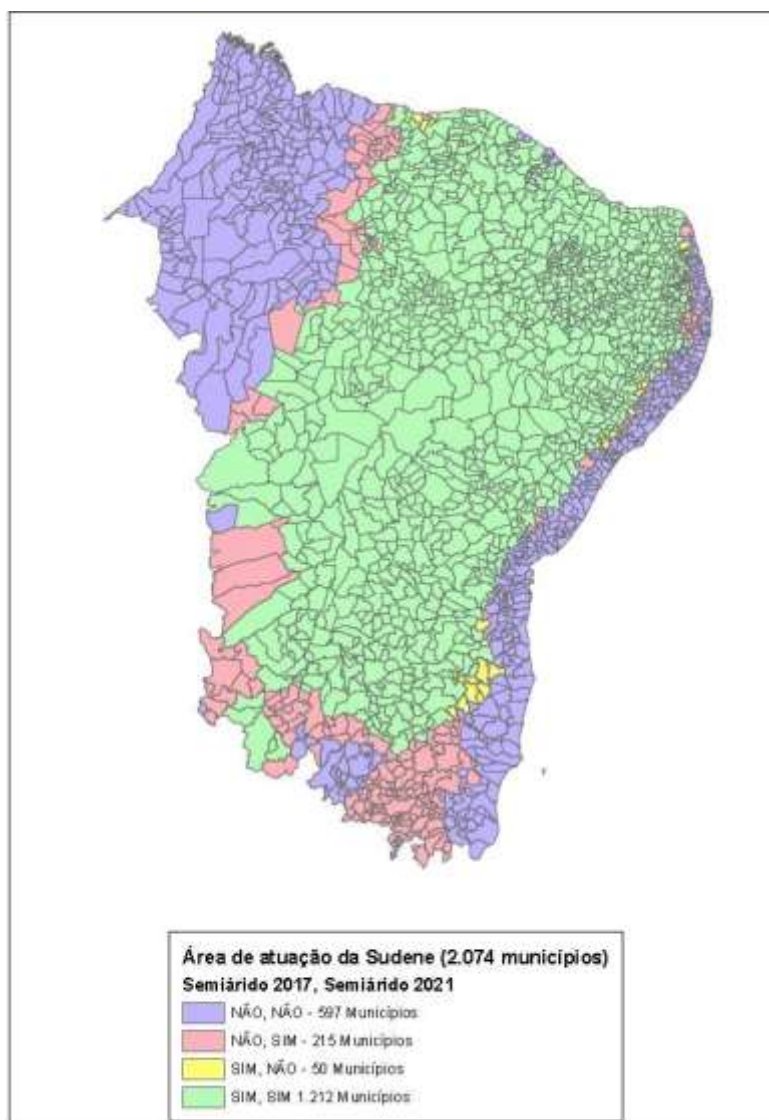 Área de atuação da Sudene (2.074 municípios)
Semiárido 2017, Semiárido 2021
NÃO, NÃO - 597 Municípios
NÃO, SIM - 215 Municípios
SIM, NÃO - 50 Municípios
SIM, SIM 1.212 Municípios